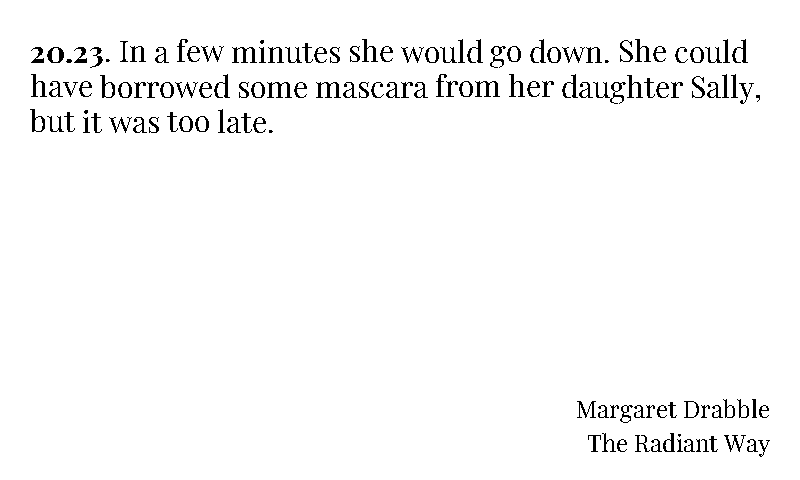 20.23. In a few minutes she would go down. She could
have borrowed some mascara from her daughter Sally,
but it was too late.
Margaret Drabble
The Radiant Way